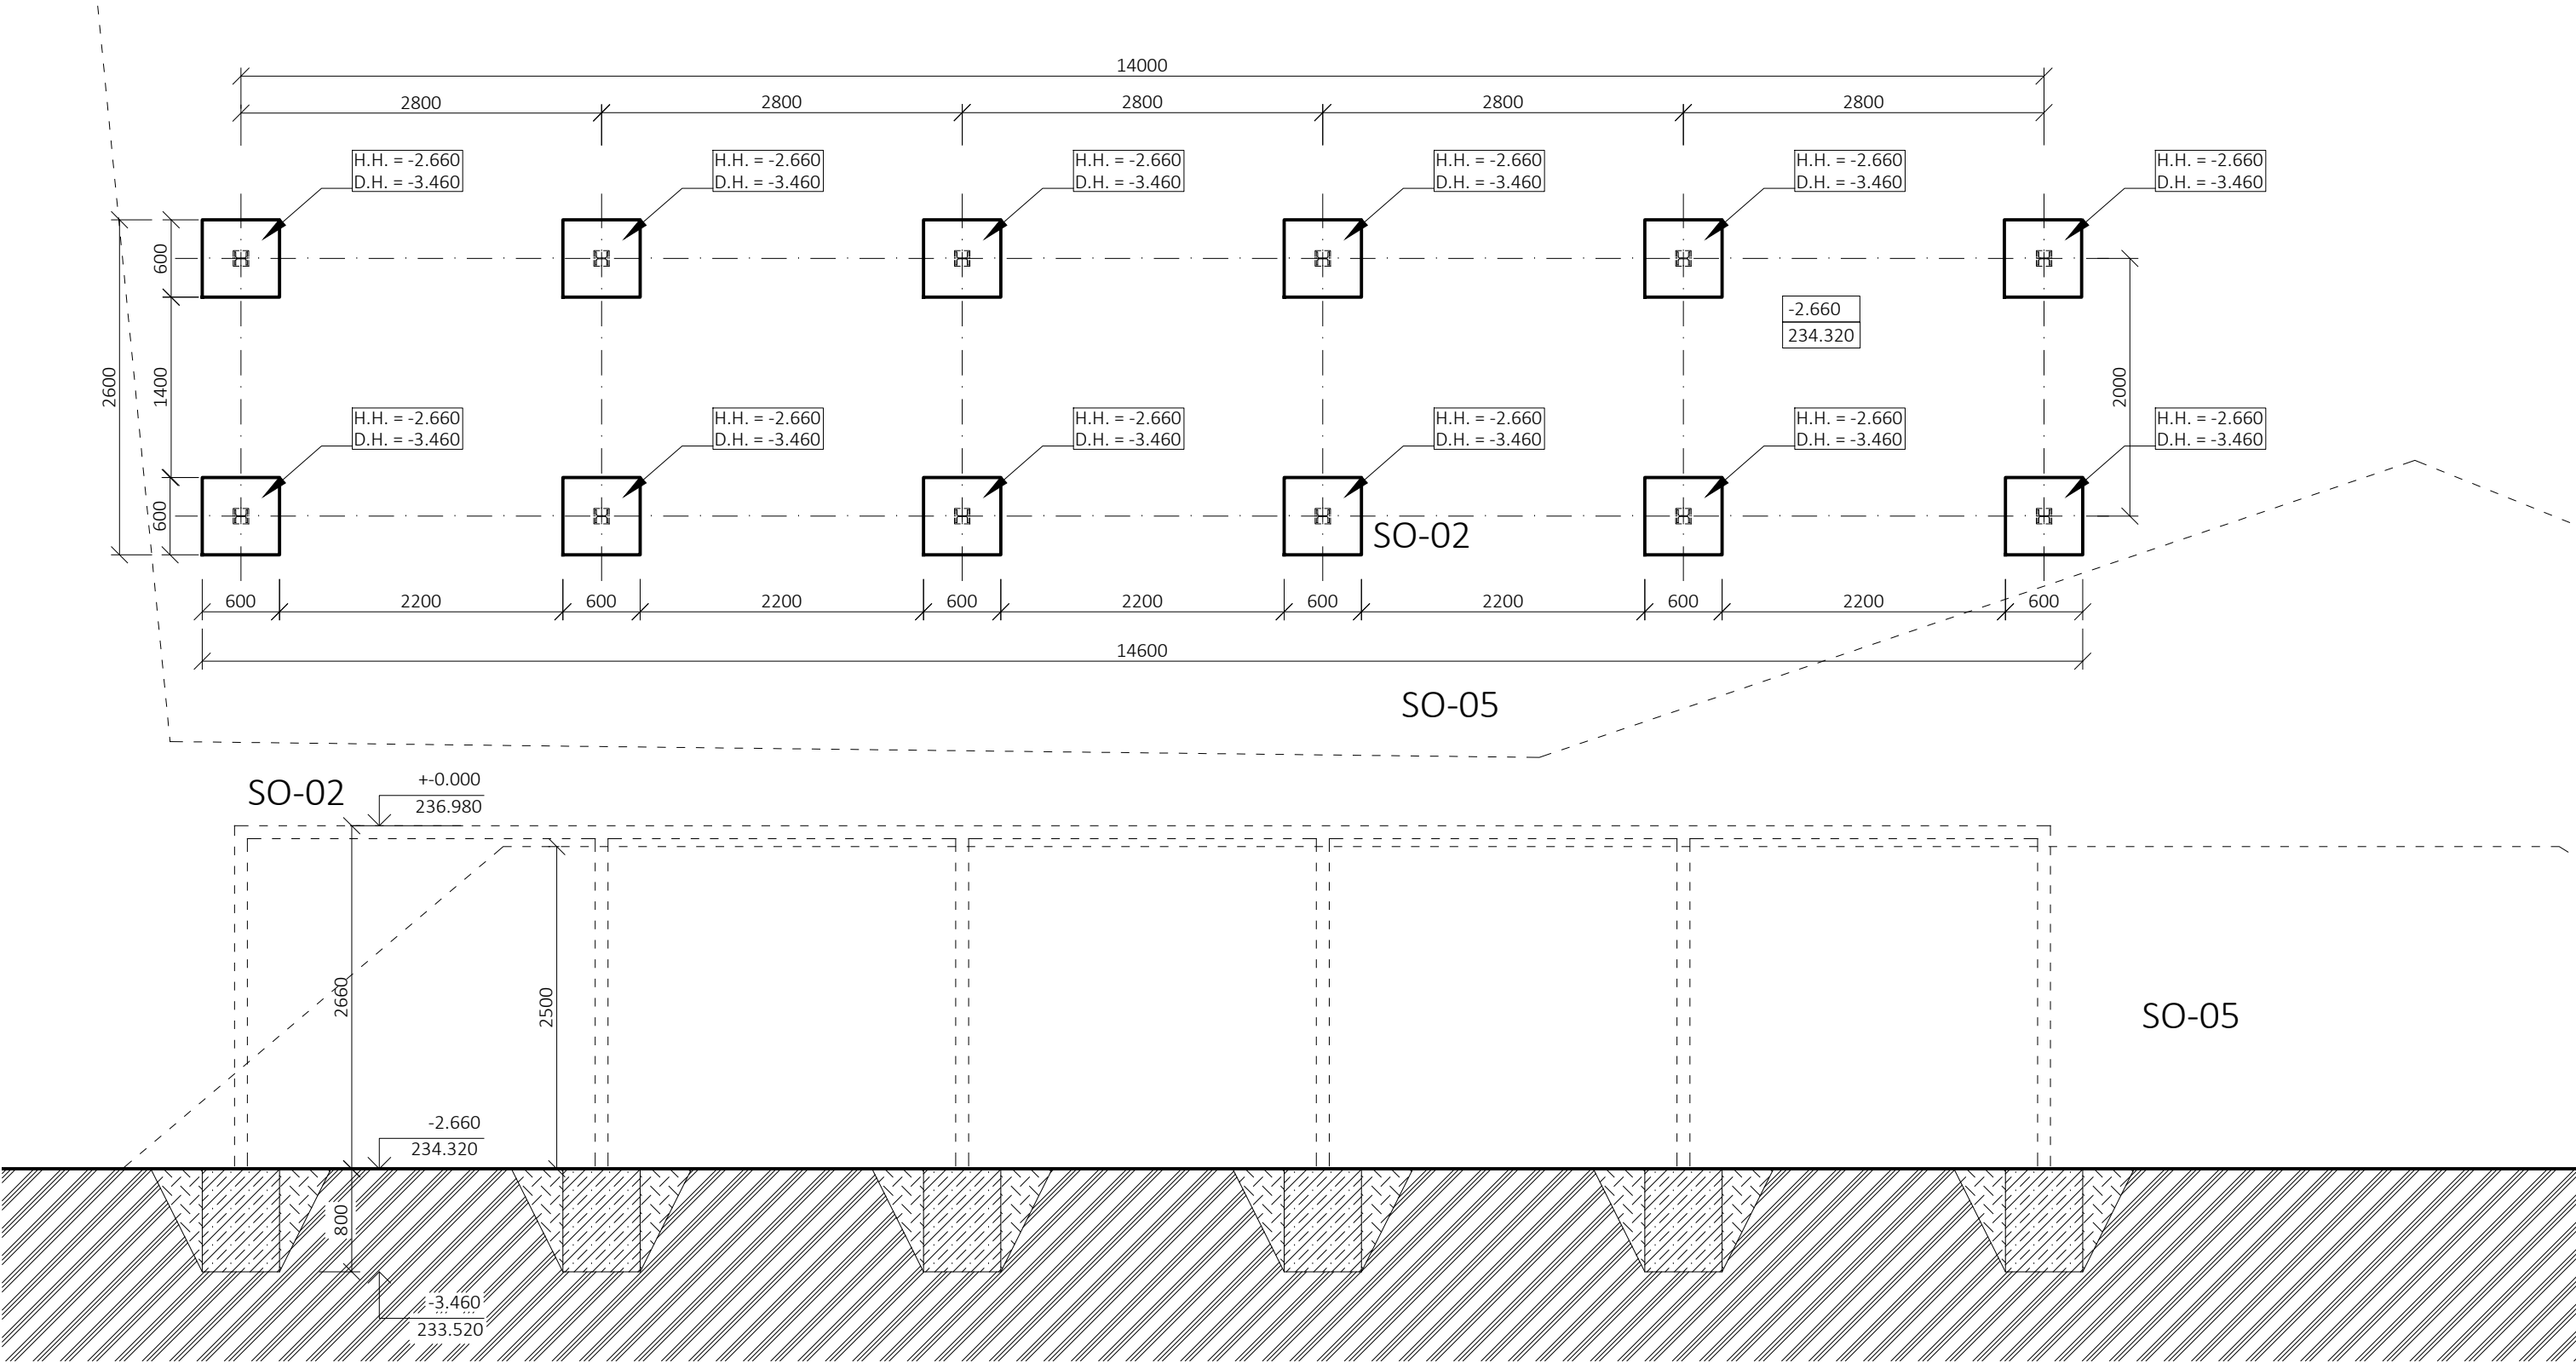 14000
2800 2800 2800 2800 2800
H.H. = -2.660
D.H. = -3.460
H.H. = -2.660
D.H. = -3.460
H.H. = -2.660
D.H. = -3.460
H.H. = -2.660
D.H. = -3.460
H.H. = -2.660
D.H. = -3.460
H.H. = -2.660
D.H. = -3.460
600
-2.660
234.320
2600
1400
2000
H.H. = -2.660
D.H. = -3.460
H.H. = -2.660
D.H. = -3.460
H.H. = -2.660
D.H. = -3.460
H.H. = -2.660
D.H. = -3.460
H.H. = -2.660
D.H. = -3.460
H.H. = -2.660
D.H. = -3.460
600
SO-02
600 2200 600 2200 600 2200 600 2200 600 2200 600
14600
SO-05
SO-02
+-0.000
236.980
2660
2500
SO-05
-2.660
234.320
800
-3.460
233.520